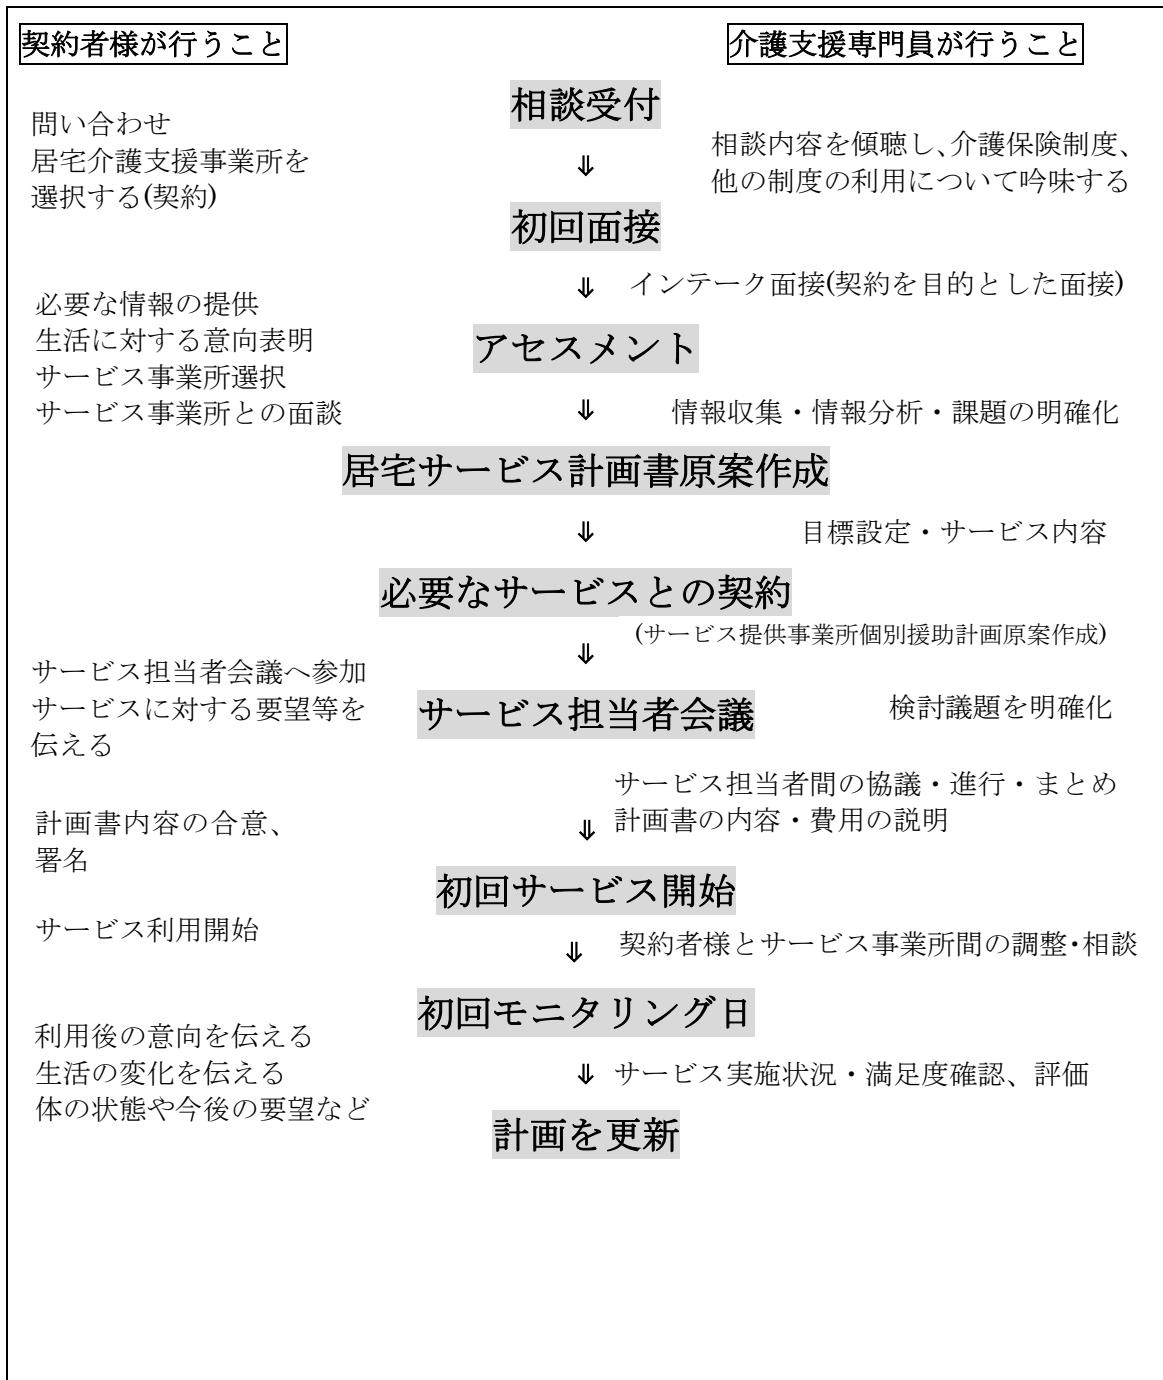 契約者様が行うこと
介護支援専門員が行うこと
相談受付
問い合わせ
居宅介護支援事業所を
選択する(契約)
⇓
相談内容を傾聴し、介護保険制度、
他の制度の利用について吟味する
初回面接
⇓ インテーク面接(契約を目的とした面接)
必要な情報の提供
生活に対する意向表明
サービス事業所選択
サービス事業所との面談
アセスメント
⇓ 情報収集・情報分析・課題の明確化
居宅サービス計画書原案作成
⇓ 目標設定・サービス内容
必要なサービスとの契約
⇓ (サービス提供事業所個別援助計画原案作成)
サービス担当者会議へ参加
サービスに対する要望等を
伝える
サービス担当者会議
検討議題を明確化
サービス担当者間の協議・進行・まとめ
⇓ 計画書の内容・費用の説明
計画書内容の合意、
署名
初回サービス開始
サービス利用開始
⇓ 契約者様とサービス事業所間の調整・相談
初回モニタリング日
利用後の意向を伝える
生活の変化を伝える
体の状態や今後の要望など
⇓ サービス実施状況・満足度確認、評価
計画を更新